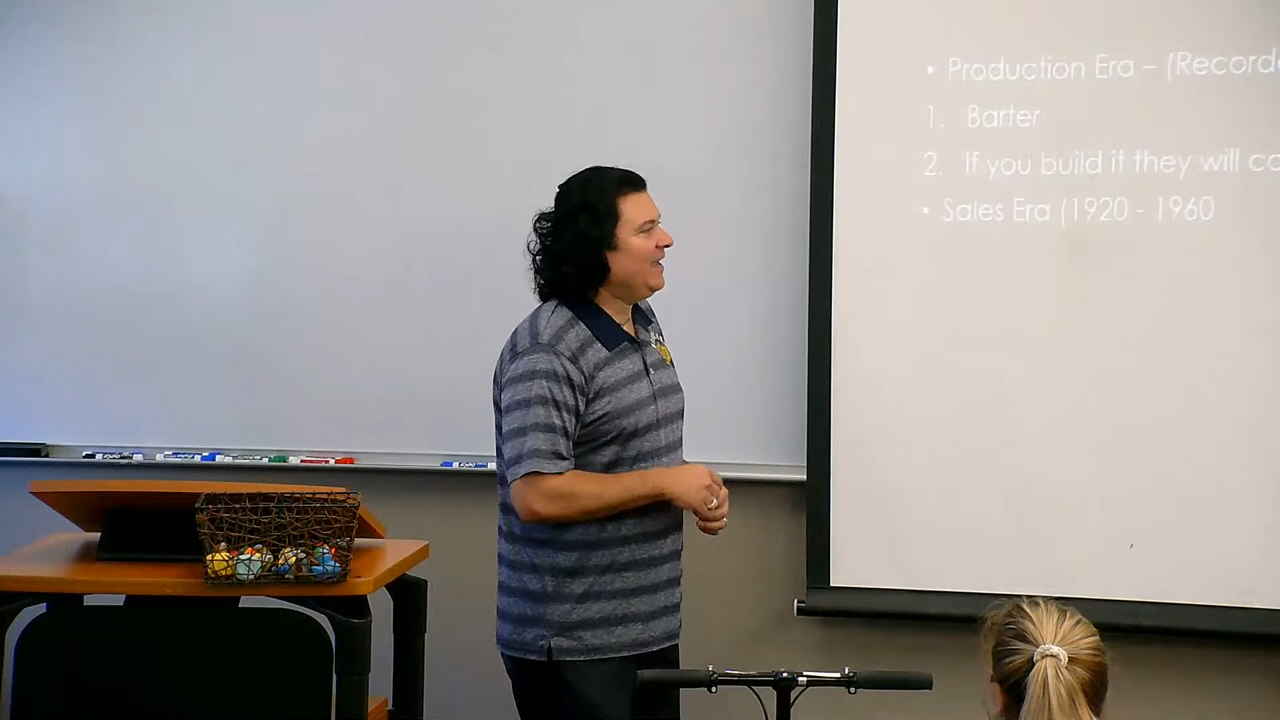 • Production Era – (Recorde
1. Barter
2. If you build it they will co
• Sales Era (1920 - 1960